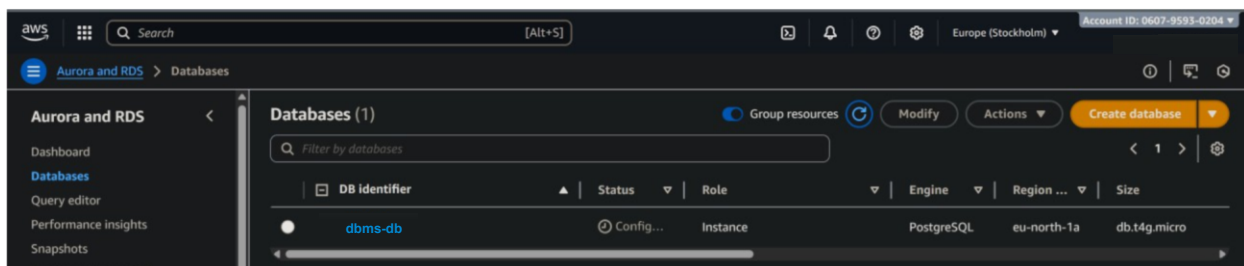 aws Search [Alt+S] Europe (Stockholm) Account ID: 0607-9593-0204
Aurora and RDS > Databases
Aurora and RDS
Dashboard
Databases
Query editor
Performance insights
Snapshots
Databases (1) Group resources Modify Actions Create database
Filter by databases 1
DB identifier Status Role Engine Region ... Size
dbms-db Config... Instance PostgreSQL eu-north-1a db.t4g.micro